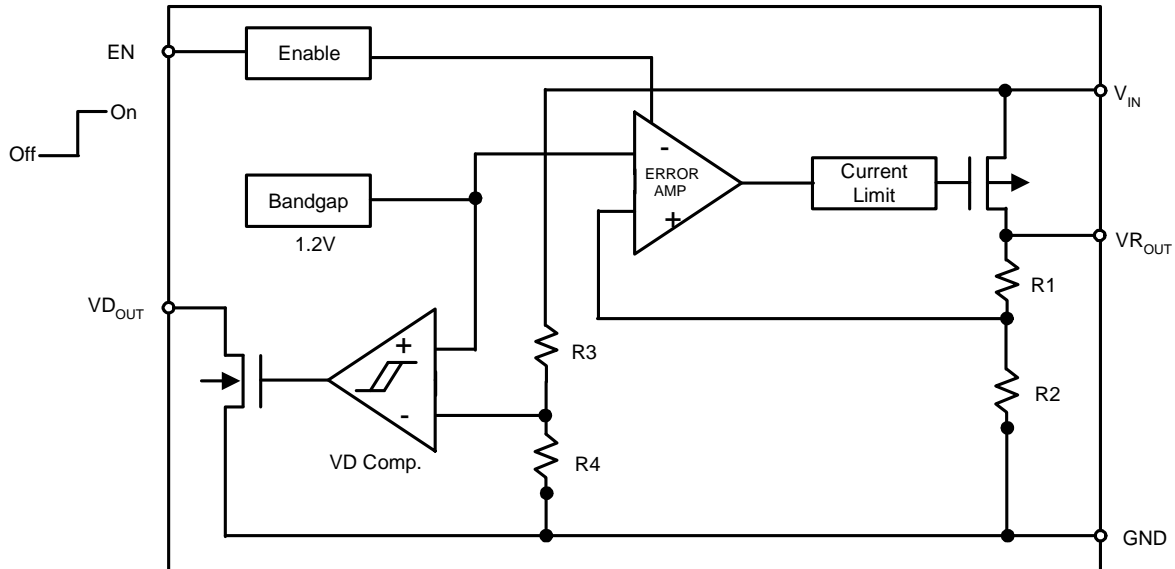 EN
Enable
On
Off
V_IN
-
ERROR
AMP
+
Current
Limit
Bandgap
1.2V
VR_OUT
R1
VD_OUT
+
R3
-
R2
VD Comp.
R4
GND